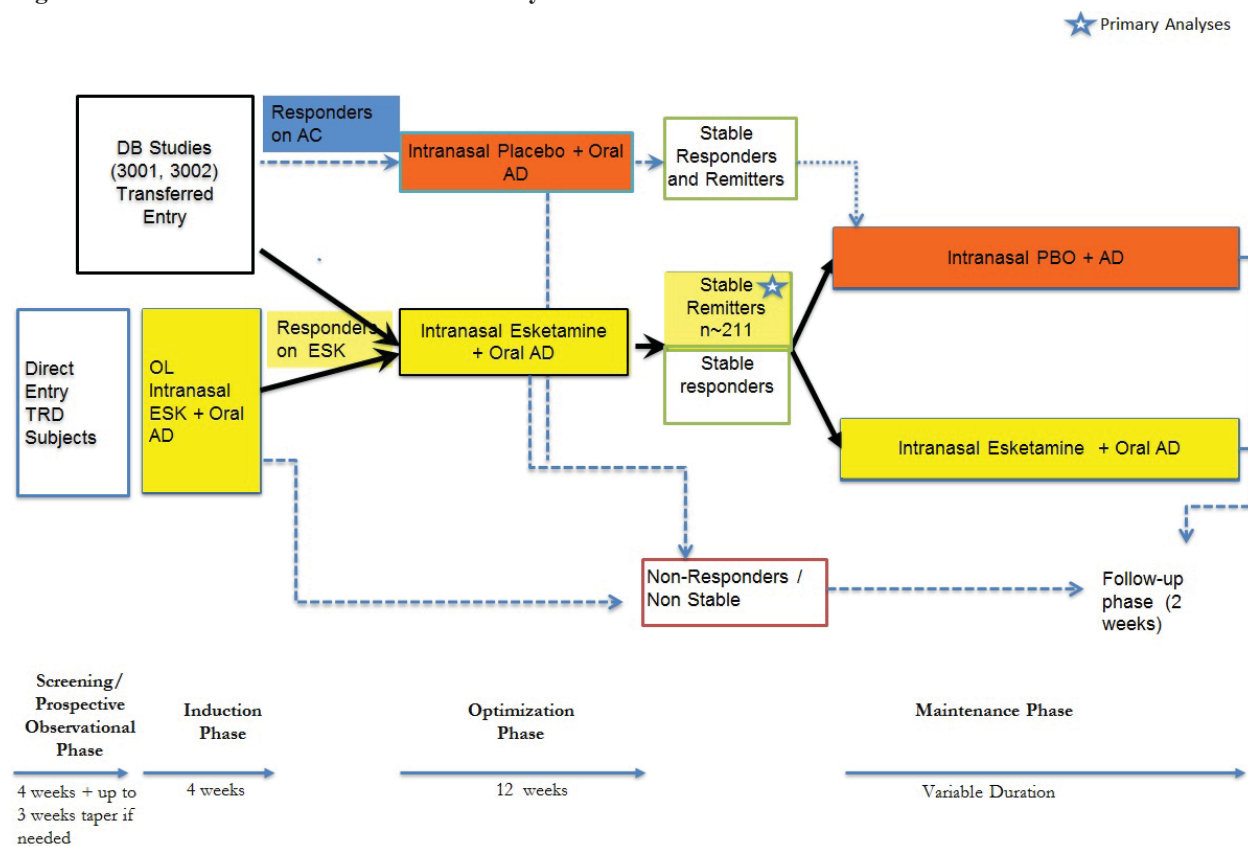 Primary Analyses
Responders
on AC
DB Studies
(3001, 3002)
Transferred
Entry
Intranasal Placebo + Oral
AD
Stable
Responders
and Remitters
Intranasal PBO + AD
Direct
Entry
TRD
Subjects
OL
Intranasal
ESK + Oral
AD
Responders
on ESK
Intranasal Esketamine
+ Oral AD
Stable
Remitters
n~211
Stable
responders
Intranasal Esketamine + Oral AD
Non-Responders /
Non Stable
Follow-up
phase (2
weeks)
Screening/
Prospective
Observational
Phase
Induction
Phase
Optimization
Phase
Maintenance Phase
4 weeks + up to
3 weeks taper if
needed
4 weeks
12 weeks
Variable Duration